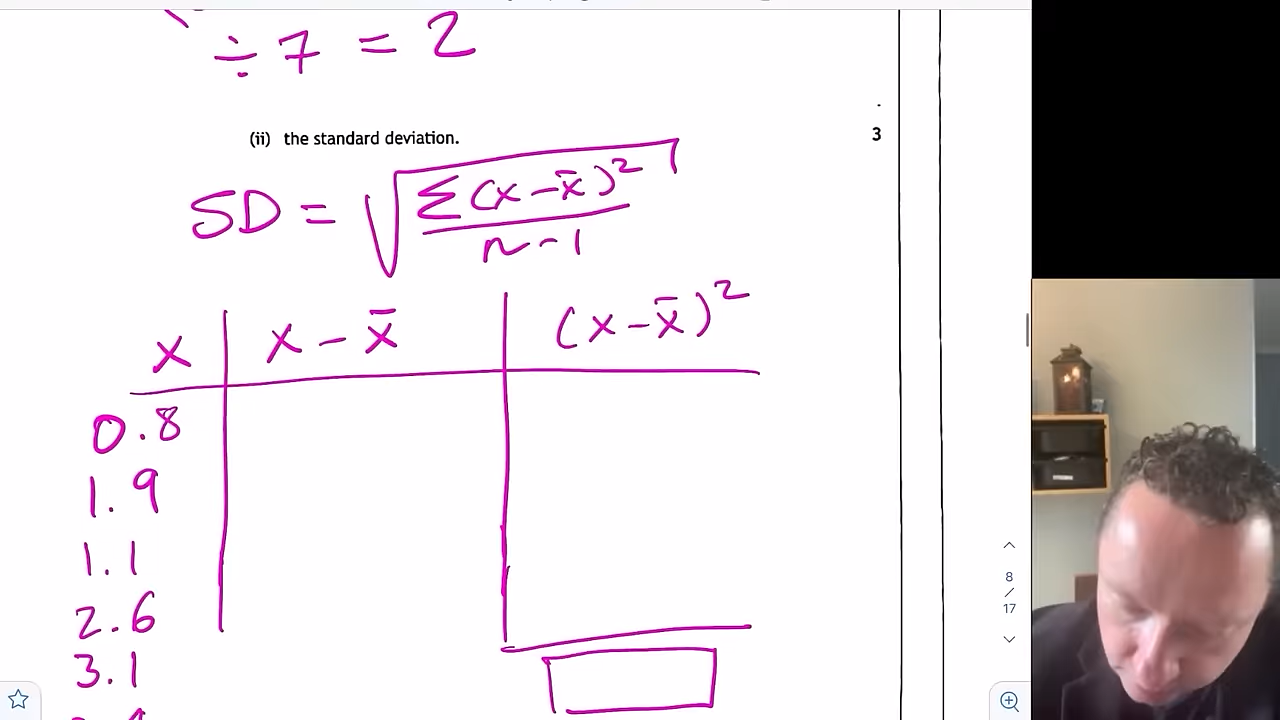 ÷ 7 = 2
(ii) the standard deviation.
3
SD = √ Σ(x - x̄)²
n - 1
x
x - x̄
(x - x̄)²
0.8
1.9
1.1
2.6
3.1
8
/
17